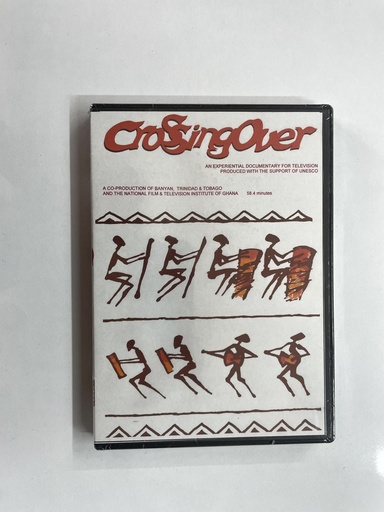 CrossingOver
AN EXPERIENTIAL DOCUMENTARY FOR TELEVISION
PRODUCED WITH THE SUPPORT OF UNESCO
A CO-PRODUCTION OF BANYAN, TRINIDAD & TOBAGO
AND THE NATIONAL FILM & TELEVISION INSTITUTE OF GHANA 58.4 minutes